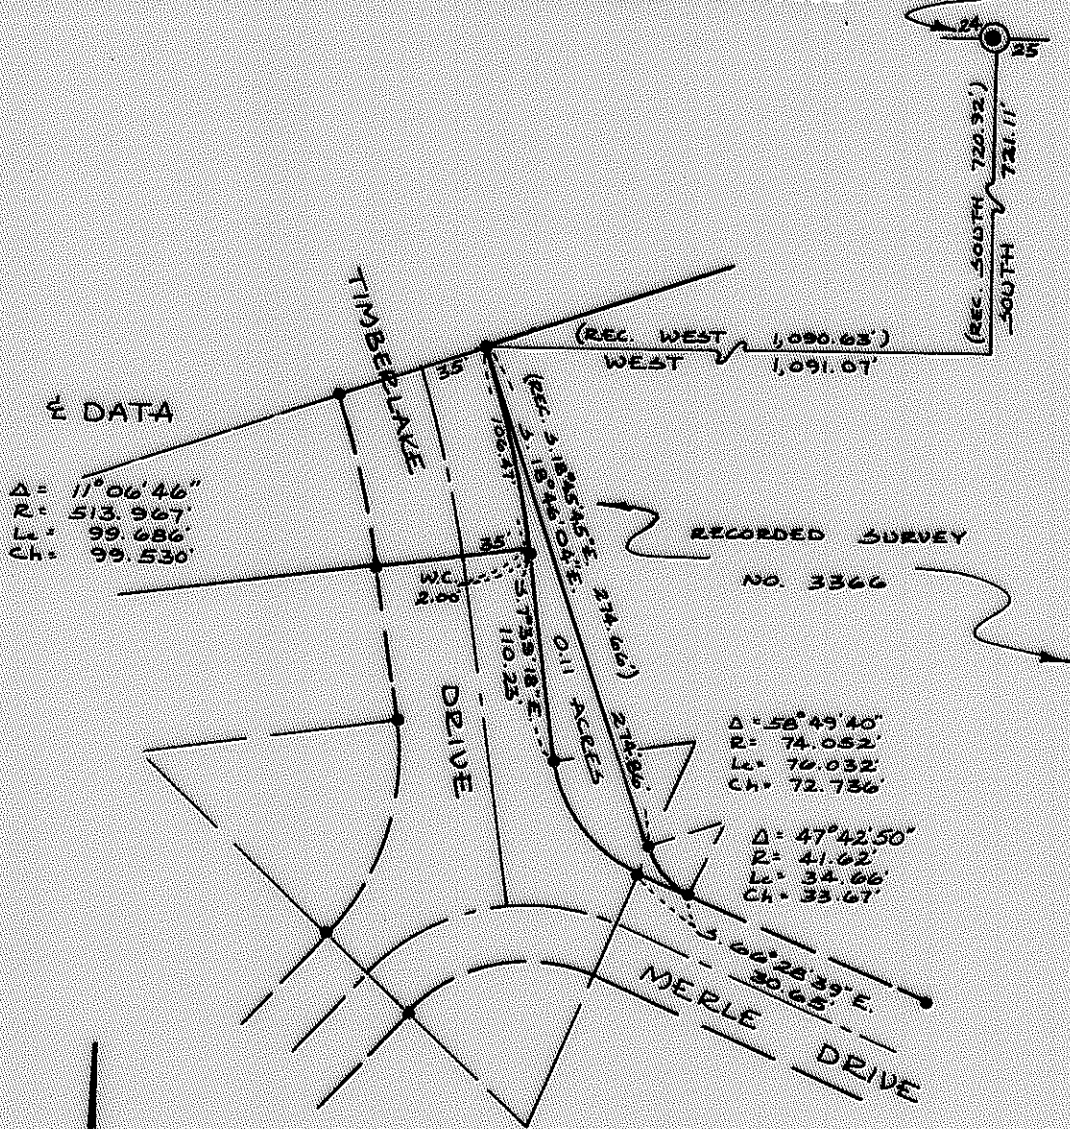 24
25
(REC. SOUTH 720.92')
SOUTH 721.11'
(REC. WEST 1,090.63')
WEST 1,091.07'
TIMBERLAKE
DRIVE
35'
℄ DATA
Δ = 11°06'46"
R = 513.967'
Lc = 99.686'
Ch = 99.530'
106.47'
(REC. S. 18°45'45"E. 274.66')
S. 18°46'04"E. 274.86'
RECORDED SURVEY
NO. 3366
35'
W.C.
2.00'
S. 7°39'18"E.
110.23'
0.11 ACRES
Δ = 58°49'40"
R = 74.052'
Lc = 76.032'
Ch = 72.736'
Δ = 47°42'50"
R = 41.62'
Lc = 34.66'
Ch = 33.67'
S. 66°28'39"E.
30.65'
MERLE DRIVE